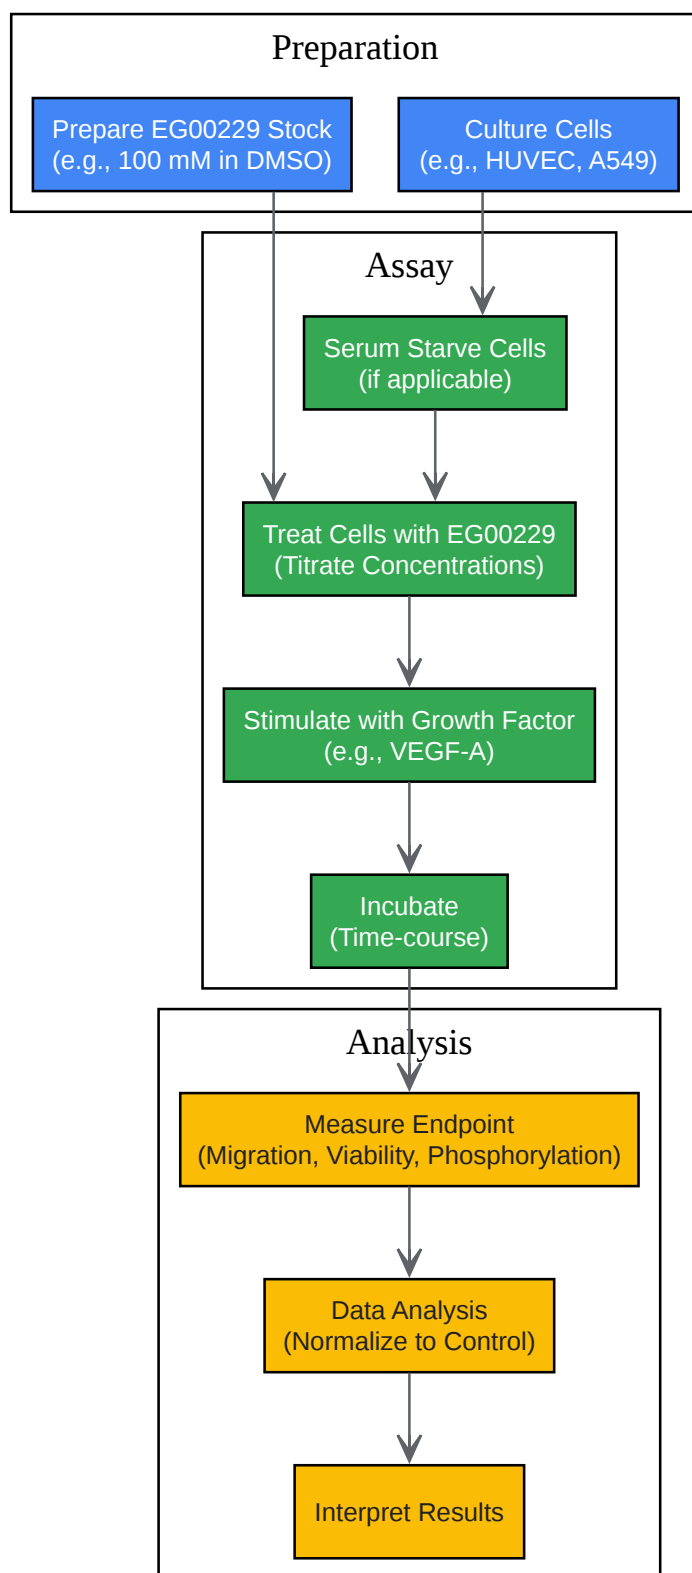 Preparation
Prepare EG00229 Stock
(e.g., 100 mM in DMSO)
Culture Cells
(e.g., HUVEC, A549)
Assay
Serum Starve Cells
(if applicable)
Treat Cells with EG00229
(Titrate Concentrations)
Stimulate with Growth Factor
(e.g., VEGF-A)
Incubate
(Time-course)
Analysis
Measure Endpoint
(Migration, Viability, Phosphorylation)
Data Analysis
(Normalize to Control)
Interpret Results